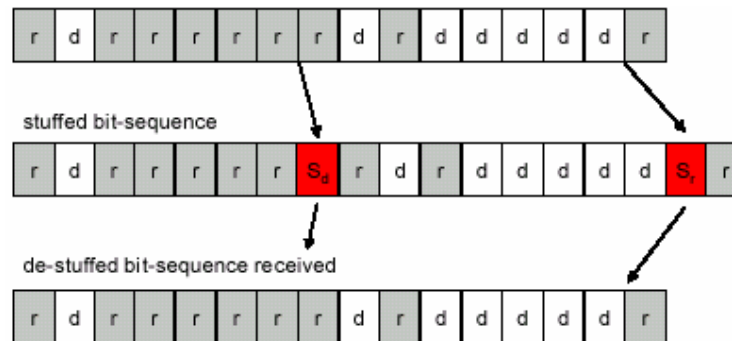 r d r r r r r r d r d d d d d r
stuffed bit-sequence
r d r r r r r Sd r d r d d d d d Sr r
de-stuffed bit-sequence received
r d r r r r r r d r d d d d d r